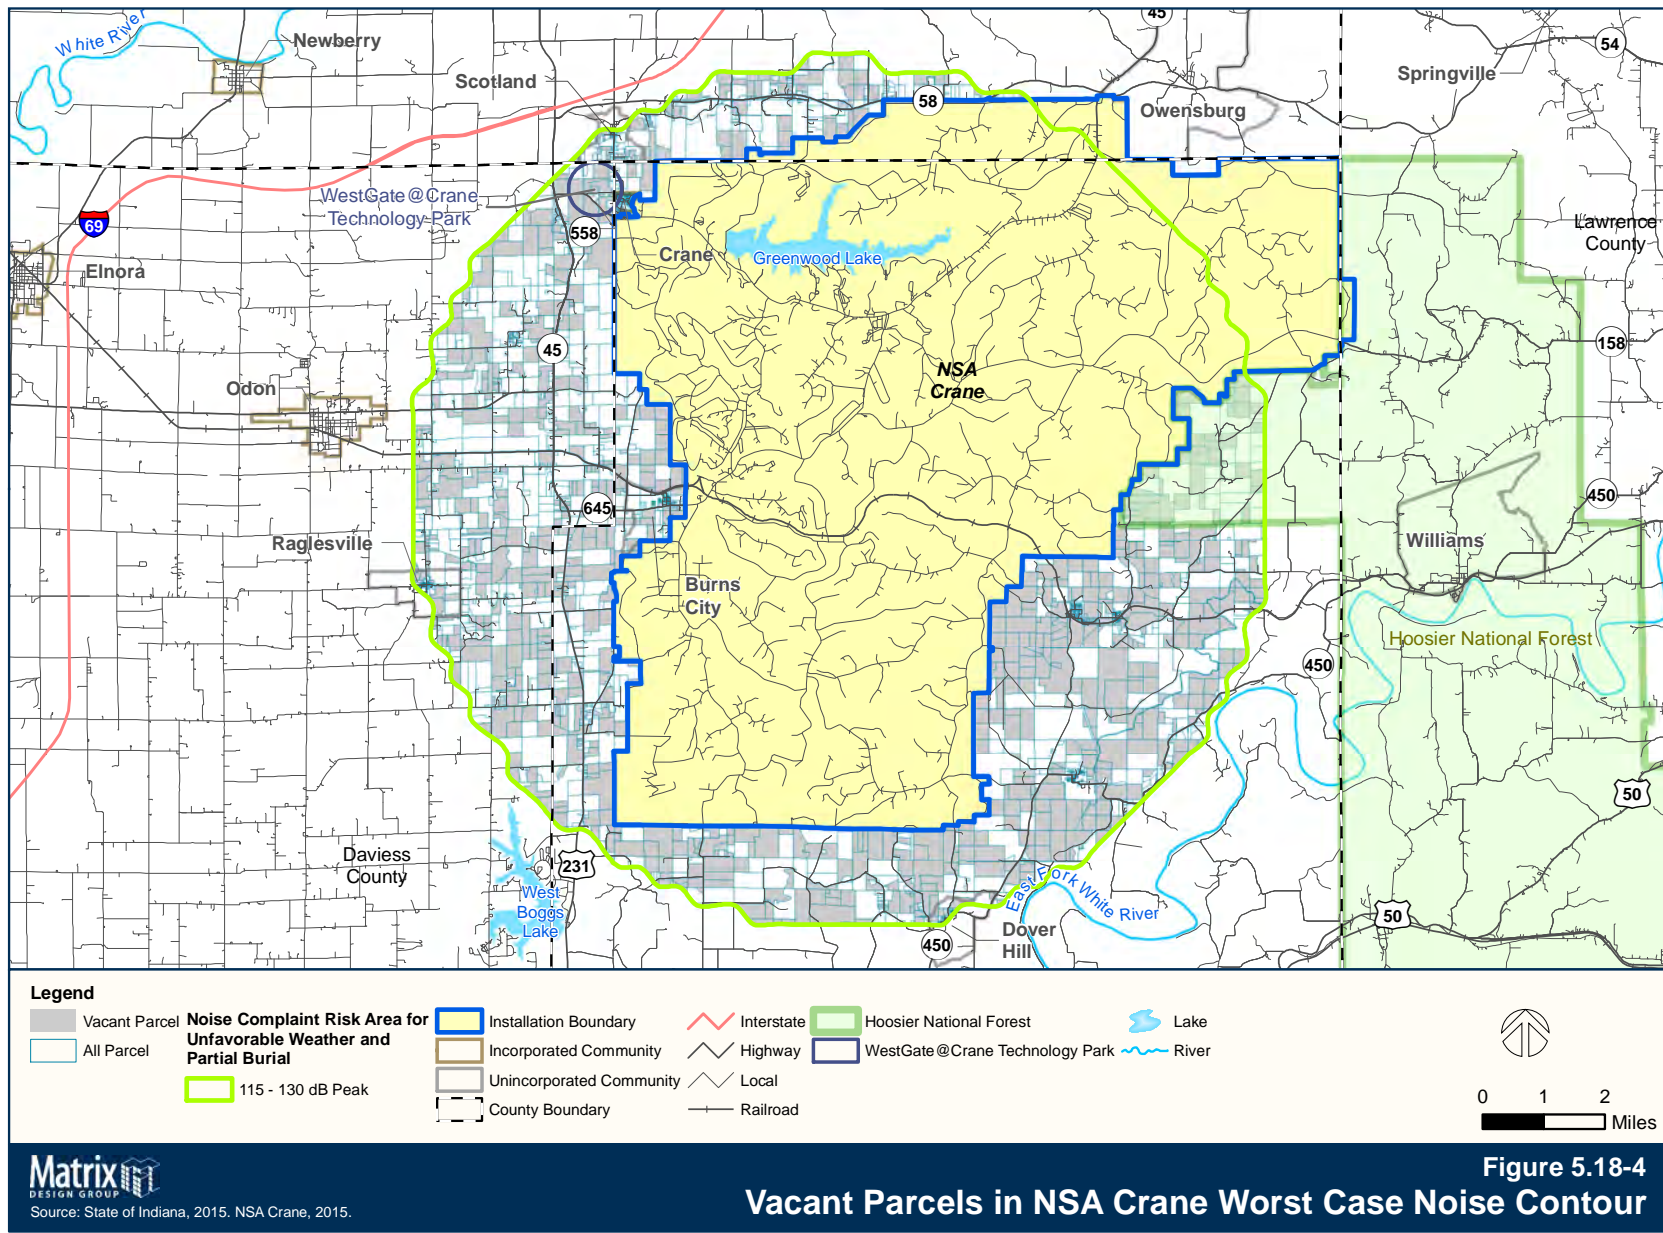 White River
Newberry
Scotland
45
54
Springville
58
Owensburg
WestGate@Crane
Technology Park
69
558
Crane
Greenwood Lake
Lawrence
County
Elnora
45
158
NSA
Crane
Odon
645
450
Raglesville
Williams
Burns
City
Hoosier National Forest
450
50
Daviess
County
231
West
Boggs
Lake
East Fork White River
50
Dover
Hill
450
Legend
Vacant Parcel
All Parcel
Noise Complaint Risk Area for
Unfavorable Weather and
Partial Burial
115 - 130 dB Peak
Installation Boundary
Incorporated Community
Unincorporated Community
County Boundary
Interstate
Highway
Local
Railroad
Hoosier National Forest
WestGate@Crane Technology Park
Lake
River
0 1 2
Miles
Matrix
DESIGN GROUP
Source: State of Indiana, 2015. NSA Crane, 2015.
Figure 5.18-4
Vacant Parcels in NSA Crane Worst Case Noise Contour